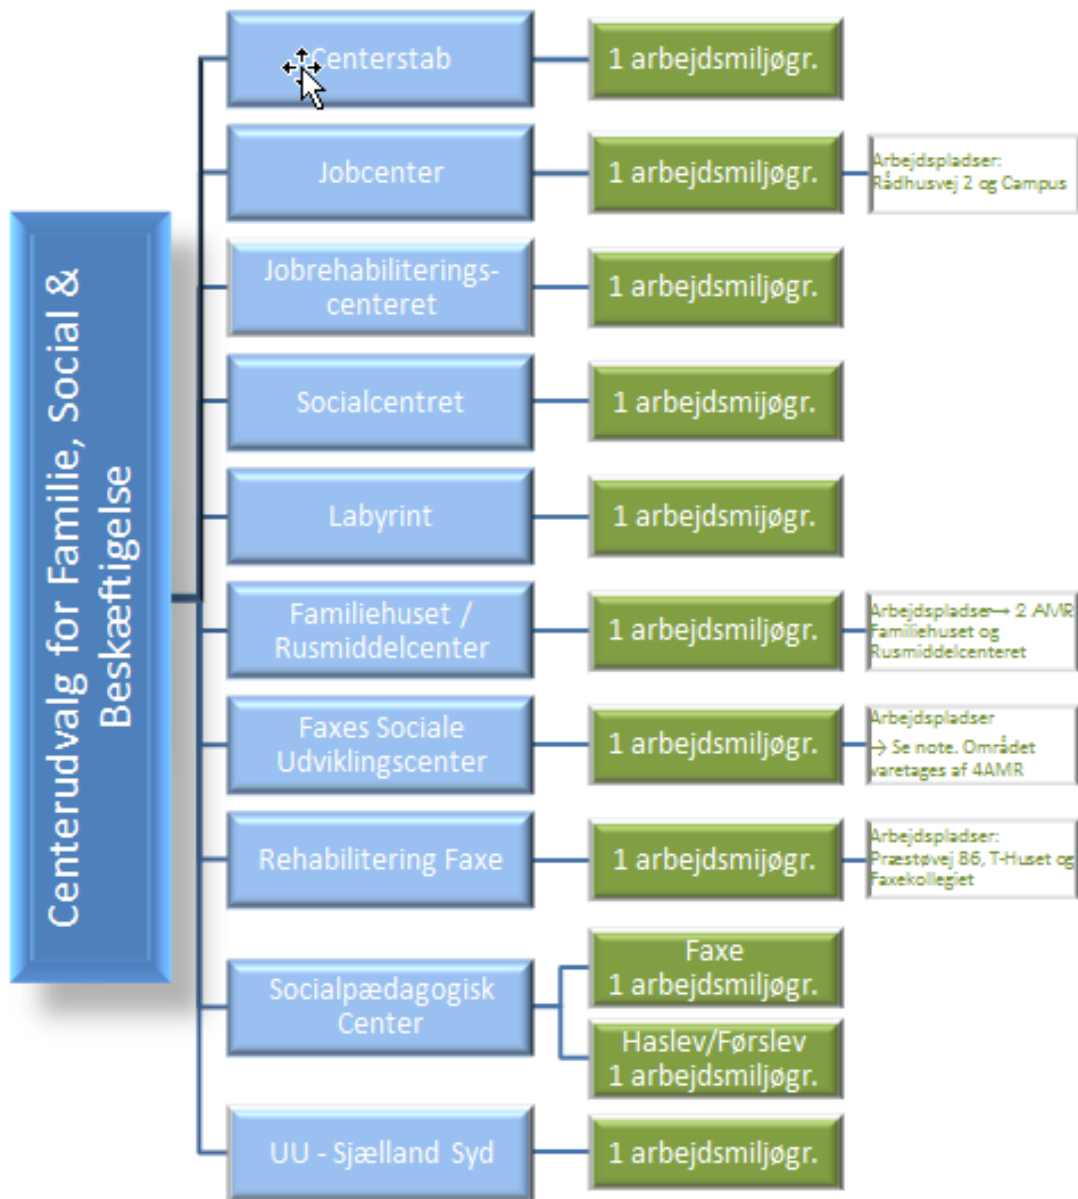 Centerudvalg for Familie, Social &
Beskæftigelse
Centerstab
1 arbejdsmiljøgr.
Jobcenter
1 arbejdsmiljøgr.
Arbejdspladser:
Rådhusvej 2 og Campus
Jobrehabiliterings-
centeret
1 arbejdsmiljøgr.
Socialcentret
1 arbejdsmijøgr.
Labyrint
1 arbejdsmijøgr.
Familiehuset /
Rusmiddelcenter
1 arbejdsmiljøgr.
Arbejdspladser→ 2 AMR
Familiehuset og
Rusmiddelcenteret
Faxes Sociale
Udviklingscenter
1 arbejdsmiljøgr.
Arbejdspladser
→ Se note. Området
varetages af 4AMR
Rehabilitering Faxe
1 arbejdsmijøgr.
Arbejdspladser:
Præstøvej 86, T-Huset og
Faxekollegiet
Socialpædagogisk
Center
Faxe
1 arbejdsmiljøgr.
Haslev/Førslev
1 arbejdsmiljøgr.
UU - Sjælland Syd
1 arbejdsmiljøgr.